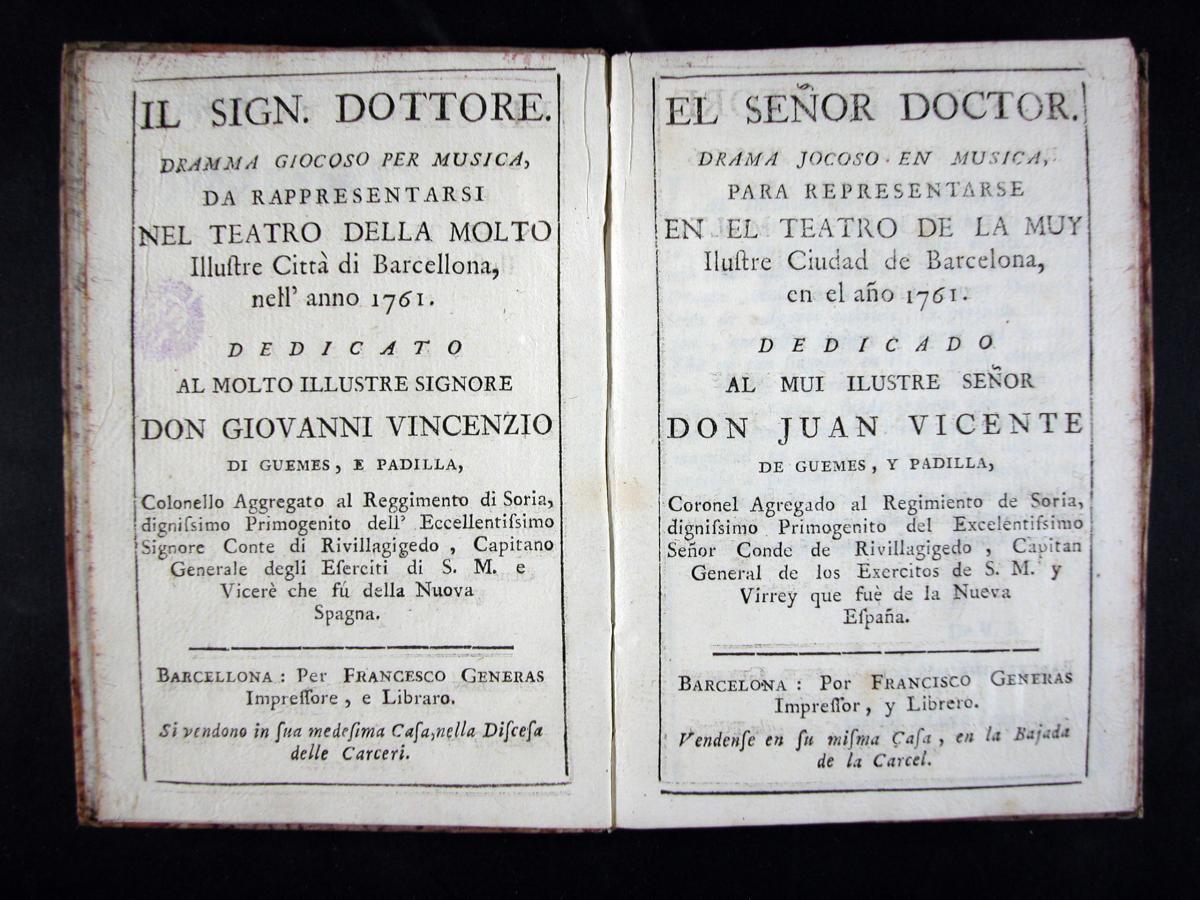 IL SIGN. DOTTORE.
DRAMMA GIOCOSO PER MUSICA,
DA RAPPRESENTARSI
NEL TEATRO DELLA MOLTO
Illuſtre Città di Barcellona,
nell' anno 1761.
DEDICATO
AL MOLTO ILLUSTRE SIGNORE
DON GIOVANNI VINCENZIO
DI GUEMES, E PADILLA,
Colonello Aggregato al Reggimento di Soria,
digniſsimo Primogenito dell' Eccellentiſsimo
Signore Conte di Rivillagigedo, Capitano
Generale degli Eſerciti di S. M. e
Vicerè che fú della Nuova
Spagna.
BARCELLONA: Per FRANCESCO GENERAS
Impreſſore, e Libraro.
Si vendono in ſua medeſima Caſa, nella Diſceſa
delle Carceri.
EL SEÑOR DOCTOR.
DRAMA JOCOSO EN MUSICA,
PARA REPRESENTARSE
EN EL TEATRO DE LA MUY
Iluſtre Ciudad de Barcelona,
en el año 1761.
DEDICADO
AL MUI ILUSTRE SEÑOR
DON JUAN VICENTE
DE GUEMES, Y PADILLA,
Coronel Agregado al Regimiento de Soria,
digniſsimo Primogenito del Excelentiſsimo
Señor Conde de Rivillagigedo, Capitan
General de los Exercitos de S. M. y
Virrey que fuè de la Nueva
Eſpaña.
BARCELONA: Por FRANCISCO GENERAS
Impreſſor, y Librero.
Vendenſe en ſu miſma Caſa, en la Bajada
de la Carcel.